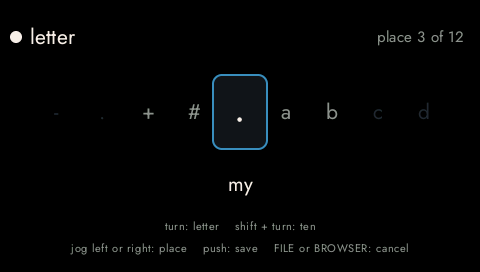 letter
place 3 of 12
- . + # . a b c d
my
turn: letter shift + turn: ten
jog left or right: place push: save FILE or BROWSER: cancel